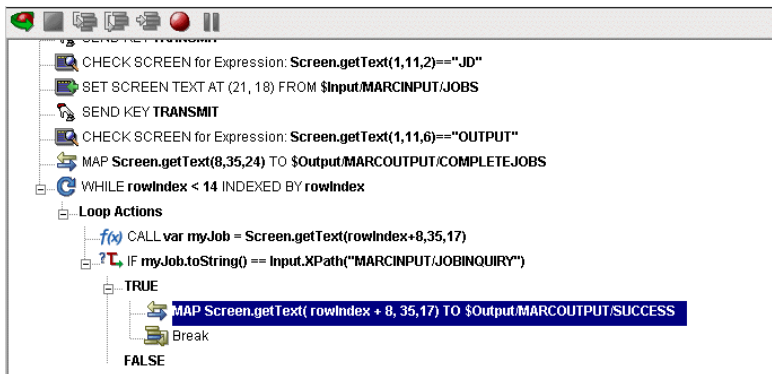 SEND KEY TRANSMIT
CHECK SCREEN for Expression: Screen.getText(1,11,2)=="JD"
SET SCREEN TEXT AT (21, 18) FROM $Input/MARCINPUT/JOBS
SEND KEY TRANSMIT
CHECK SCREEN for Expression: Screen.getText(1,11,6)=="OUTPUT"
MAP Screen.getText(8,35,24) TO $Output/MARCOUTPUT/COMPLETEJOBS
WHILE rowIndex < 14 INDEXED BY rowIndex
Loop Actions
f(x) CALL var myJob = Screen.getText(rowIndex+8,35,17)
?T IF myJob.toString() == Input.XPath("MARCINPUT/JOBINQUIRY")
TRUE
MAP Screen.getText( rowIndex + 8, 35,17) TO $Output/MARCOUTPUT/SUCCESS
Break
FALSE